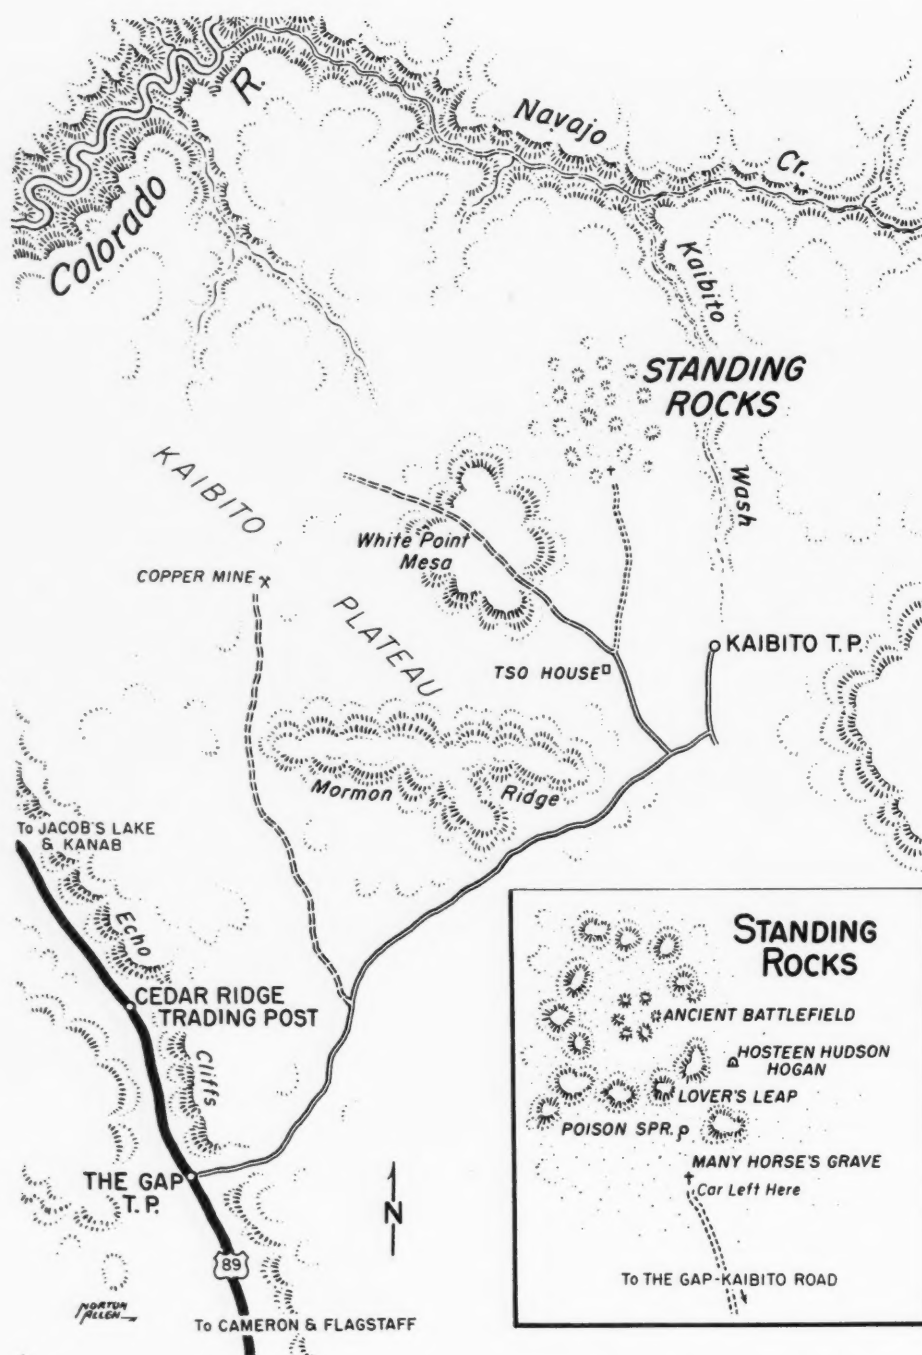 Colorado
R.
Navajo
Cr.
Kaibito
Wash
STANDING
ROCKS
KAIBITO
PLATEAU
White Point
Mesa
COPPER MINE
KAIBITO T.P.
TSO HOUSE
Mormon
Ridge
To JACOB'S LAKE
& KANAB
Echo
Cliffs
CEDAR RIDGE
TRADING POST
THE GAP
T.P.
N
89
To CAMERON & FLAGSTAFF
NORTON
ALLEN
STANDING
ROCKS
ANCIENT BATTLEFIELD
HOSTEEN HUDSON
HOGAN
LOVER'S LEAP
POISON SPR.
MANY HORSE'S GRAVE
Car Left Here
To THE GAP-KAIBITO ROAD